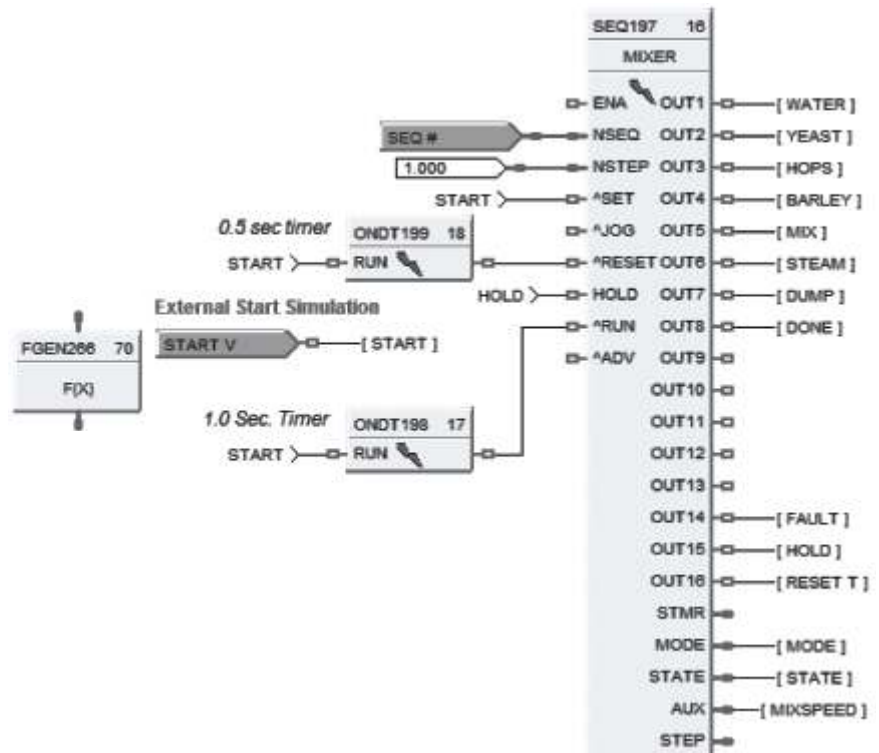 SEQ197 16
MIXER
ENA OUT1 [ WATER ]
SEQ # NSEQ OUT2 [ YEAST ]
1.000 NSTEP OUT3 [ HOPS ]
START ^SET OUT4 [ BARLEY ]
0.5 sec timer ONDT199 18 ^JOG OUT5 [ MIX ]
START RUN ^RESET OUT6 [ STEAM ]
HOLD HOLD OUT7 [ DUMP ]
External Start Simulation
^RUN OUT8 [ DONE ]
FGEN266 70 START V [ START ] ^ADV OUT9
F(X) OUT10
1.0 Sec. Timer ONDT198 17 OUT11
START RUN OUT12
OUT13
OUT14 [ FAULT ]
OUT15 [ HOLD ]
OUT16 [ RESET T ]
STMR
MODE [ MODE ]
STATE [ STATE ]
AUX [ MIXSPEED ]
STEP